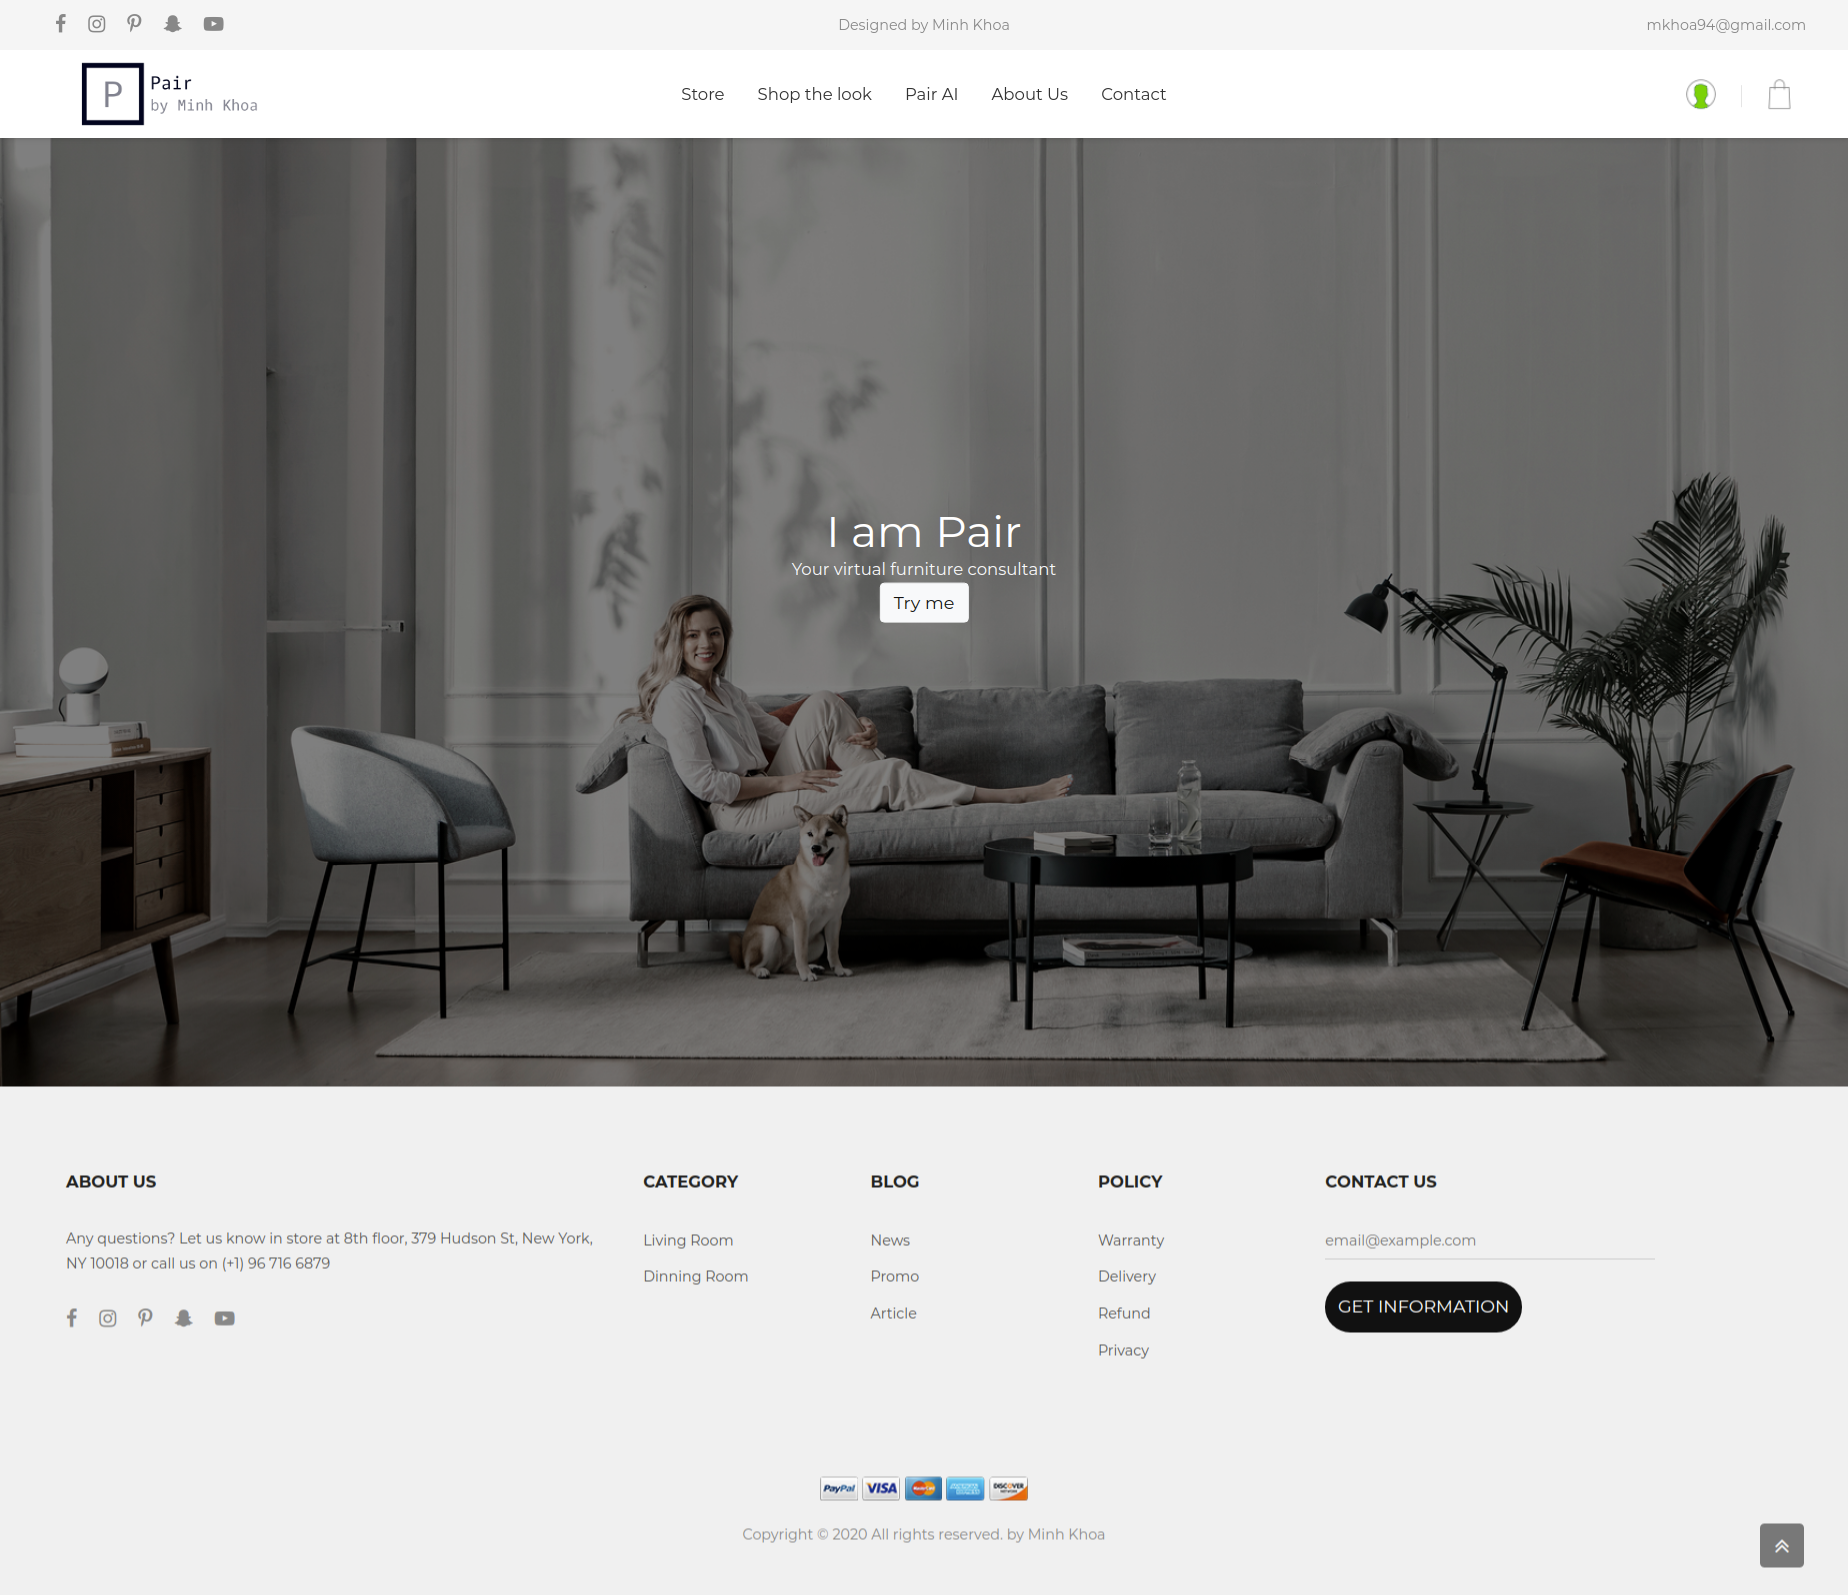 Designed by Minh Khoa
mkhoa94@gmail.com
P
Pair
by Minh Khoa
Store
Shop the look
Pair AI
About Us
Contact
I am Pair
Your virtual furniture consultant
Try me
ABOUT US
Any questions? Let us know in store at 8th floor, 379 Hudson St, New York,
NY 10018 or call us on (+1) 96 716 6879
CATEGORY
Living Room
Dinning Room
BLOG
News
Promo
Article
POLICY
Warranty
Delivery
Refund
Privacy
CONTACT US
email@example.com
GET INFORMATION
PayPal
VISA
MasterCard
DISCOVER
Copyright © 2020 All rights reserved. by Minh Khoa